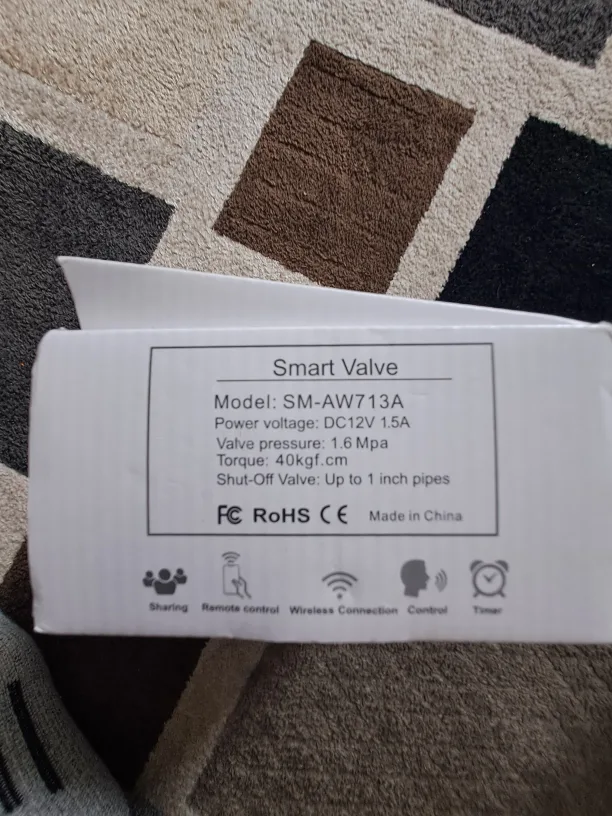 Smart Valve
Model: SM-AW713A
Power voltage: DC12V 1.5A
Valve pressure: 1.6 Mpa
Torque: 40kgf.cm
Shut-Off Valve: Up to 1 inch pipes
FC RoHS CE Made in China
Sharing Remote control Wireless Connection Control Timer